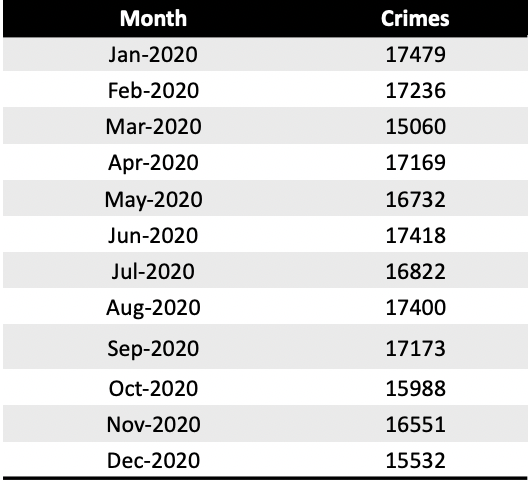 Month Crimes
Jan-2020 17479
Feb-2020 17236
Mar-2020 15060
Apr-2020 17169
May-2020 16732
Jun-2020 17418
Jul-2020 16822
Aug-2020 17400
Sep-2020 17173
Oct-2020 15988
Nov-2020 16551
Dec-2020 15532